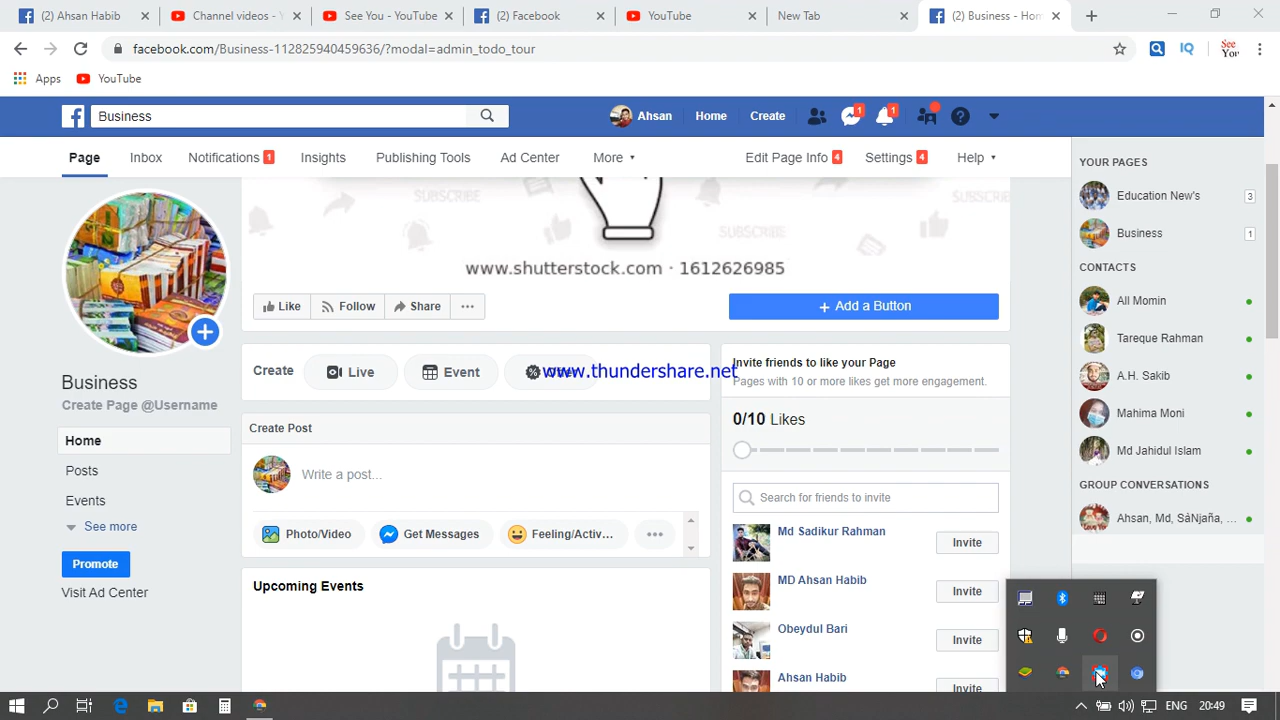 (2) Ahsan Habib
Channel videos - Y
See You - YouTube
(2) Facebook
YouTube
New Tab
(2) Business - Hom
facebook.com/Business-112825940459636/?modal=admin_todo_tour
IQ
See
You
Apps
YouTube
Business
Ahsan
Home
Create
1
1
Page
Inbox
Notifications 1
Insights
Publishing Tools
Ad Center
More
Edit Page Info 4
Settings 4
Help
SUBSCRIBE
SUBSCRIBE
SUBSCRIBE
www.shutterstock.com · 1612626985
Like
Follow
Share
Add a Button
Create
Live
Event
www.thundershare.net
Business
Create Page @Username
Home
Posts
Events
See more
Promote
Visit Ad Center
Create Post
Write a post...
Photo/Video
Get Messages
Feeling/Activ...
Upcoming Events
Invite friends to like your Page
Pages with 10 or more likes get more engagement.
0/10 Likes
Search for friends to invite
Md Sadikur Rahman
Invite
MD Ahsan Habib
Invite
Obeydul Bari
Invite
Ahsan Habib
Invite
YOUR PAGES
Education New's
3
Business
1
CONTACTS
All Momin
Tareque Rahman
A.H. Sakib
Mahima Moni
Md Jahidul Islam
GROUP CONVERSATIONS
Ahsan, Md, SáNjaña, ...
ENG
20:49